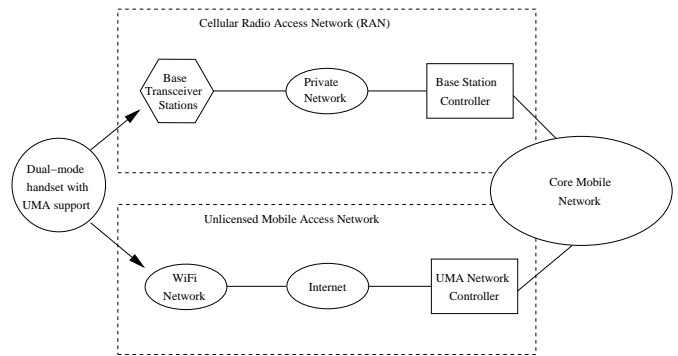 Cellular Radio Access Network (RAN)
Base
Transceiver
Stations
Private
Network
Base Station
Controller
Dual−mode
handset with
UMA support
Core Mobile
Network
Unlicensed Mobile Access Network
WiFi
Network
Internet
UMA Network
Controller